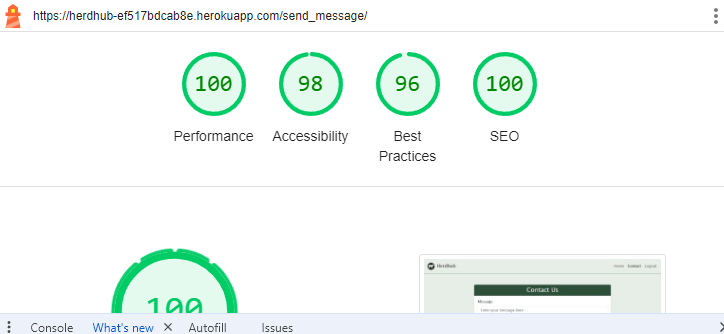 https://herdhub-ef517bdcab8e.herokuapp.com/send_message/
100 98 96 100
Performance Accessibility Best Practices SEO
100
HerdHub Home Contact Logout
Contact Us
Message:
Enter your message here
Console What's new Autofill Issues